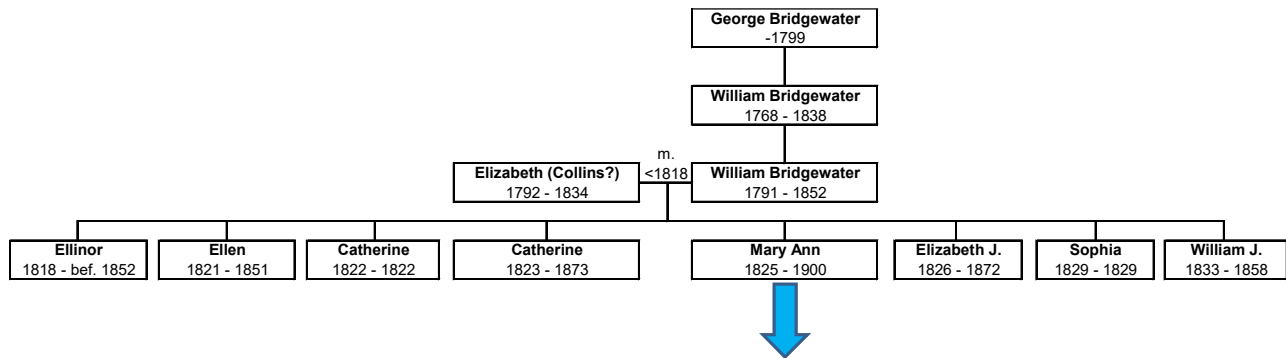 George Bridgewater
-1799
William Bridgewater
1768 - 1838
m.
<1818
Elizabeth (Collins?)
1792 - 1834
William Bridgewater
1791 - 1852
Ellinor
1818 - bef. 1852
Ellen
1821 - 1851
Catherine
1822 - 1822
Catherine
1823 - 1873
Mary Ann
1825 - 1900
Elizabeth J.
1826 - 1872
Sophia
1829 - 1829
William J.
1833 - 1858